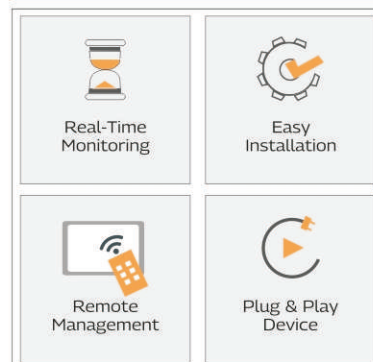 Real-Time
Monitoring
Easy
Installation
Remote
Management
Plug & Play
Device